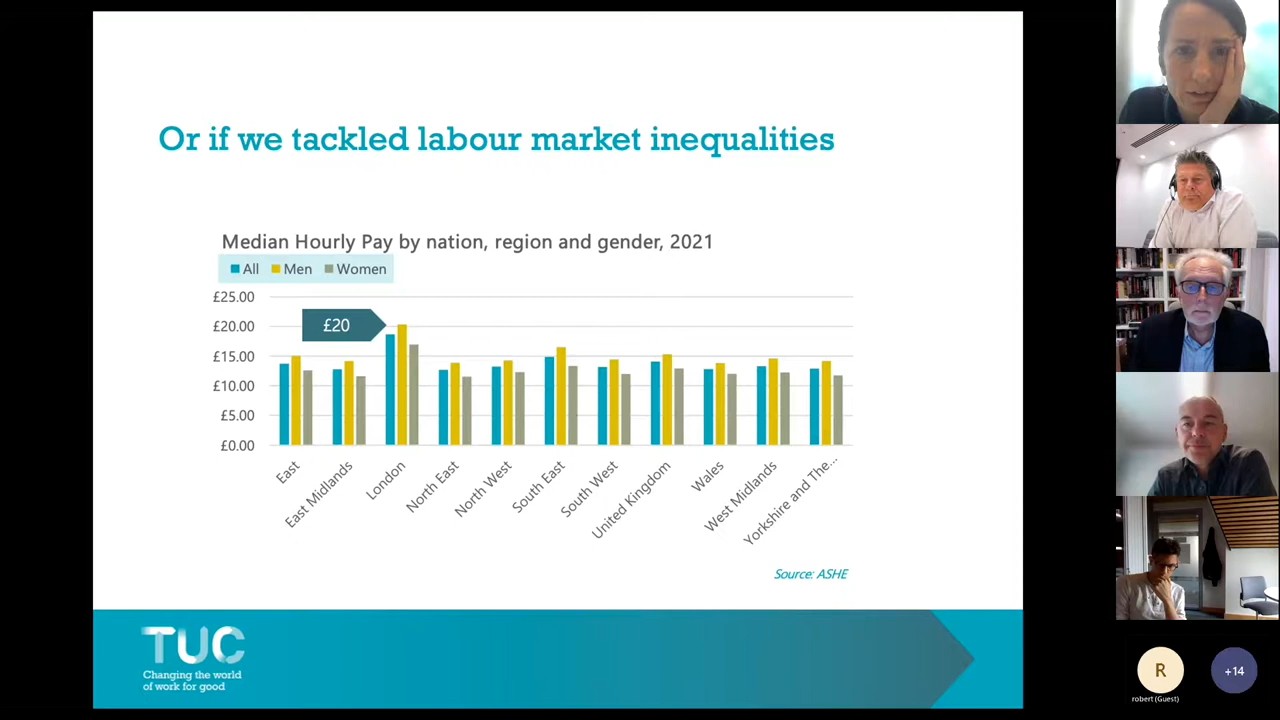 Or if we tackled labour market inequalities
Median Hourly Pay by nation, region and gender, 2021
All Men Women
£25.00
£20.00
£15.00
£10.00
£5.00
£0.00
£20
East
East Midlands
London
North East
North West
South East
South West
United Kingdom
Wales
West Midlands
Yorkshire and The...
Source: ASHE
TUC
Changing the world
of work for good
R
robert (Guest)
+14